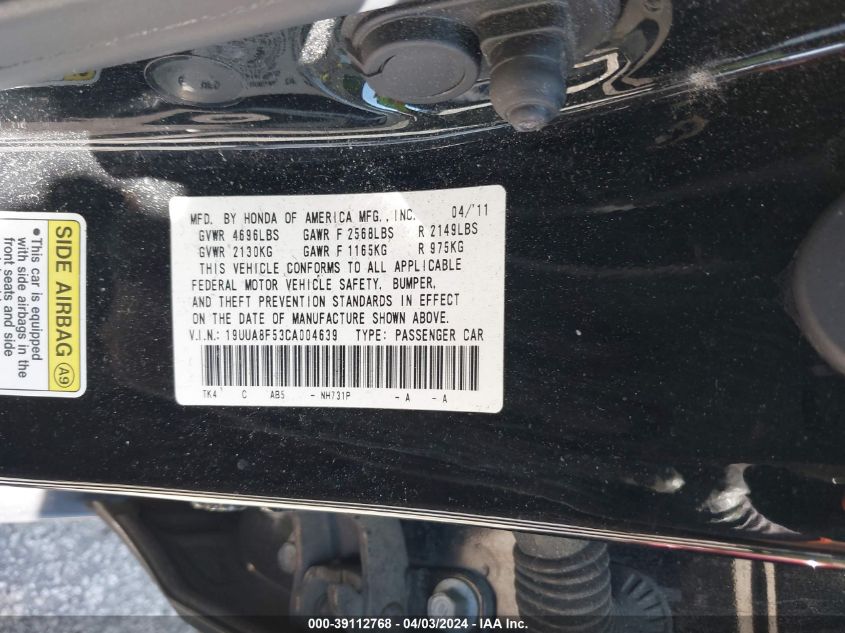 MFD. BY HONDA OF AMERICA MFG., INC. 04/'11
GVWR 4696LBS GAWR F 2568LBS R 2149LBS
GVWR 2130KG GAWR F 1165KG R 975KG
THIS VEHICLE CONFORMS TO ALL APPLICABLE
FEDERAL MOTOR VEHICLE SAFETY, BUMPER,
AND THEFT PREVENTION STANDARDS IN EFFECT
ON THE DATE OF MANUFACTURE SHOWN ABOVE.
V.I.N.: 19UUA8F53CA004639 TYPE: PASSENGER CAR
TK4 C AB5 - NH731P - A - A
SIDE AIRBAG A9
•This car is equipped
with side airbags in the
front seats and side
000-39112768 - 04/03/2024 - IAA Inc.